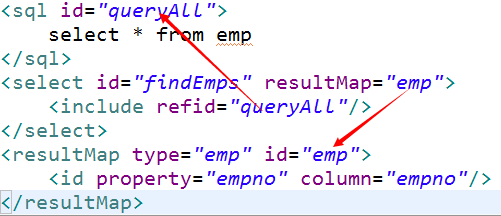 <sql id="queryAll">
select * from emp
</sql>
<select id="findEmps" resultMap="emp">
<include refid="queryAll"/>
</select>
<resultMap type="emp" id="emp">
<id property="empno" column="empno"/>
</resultMap>